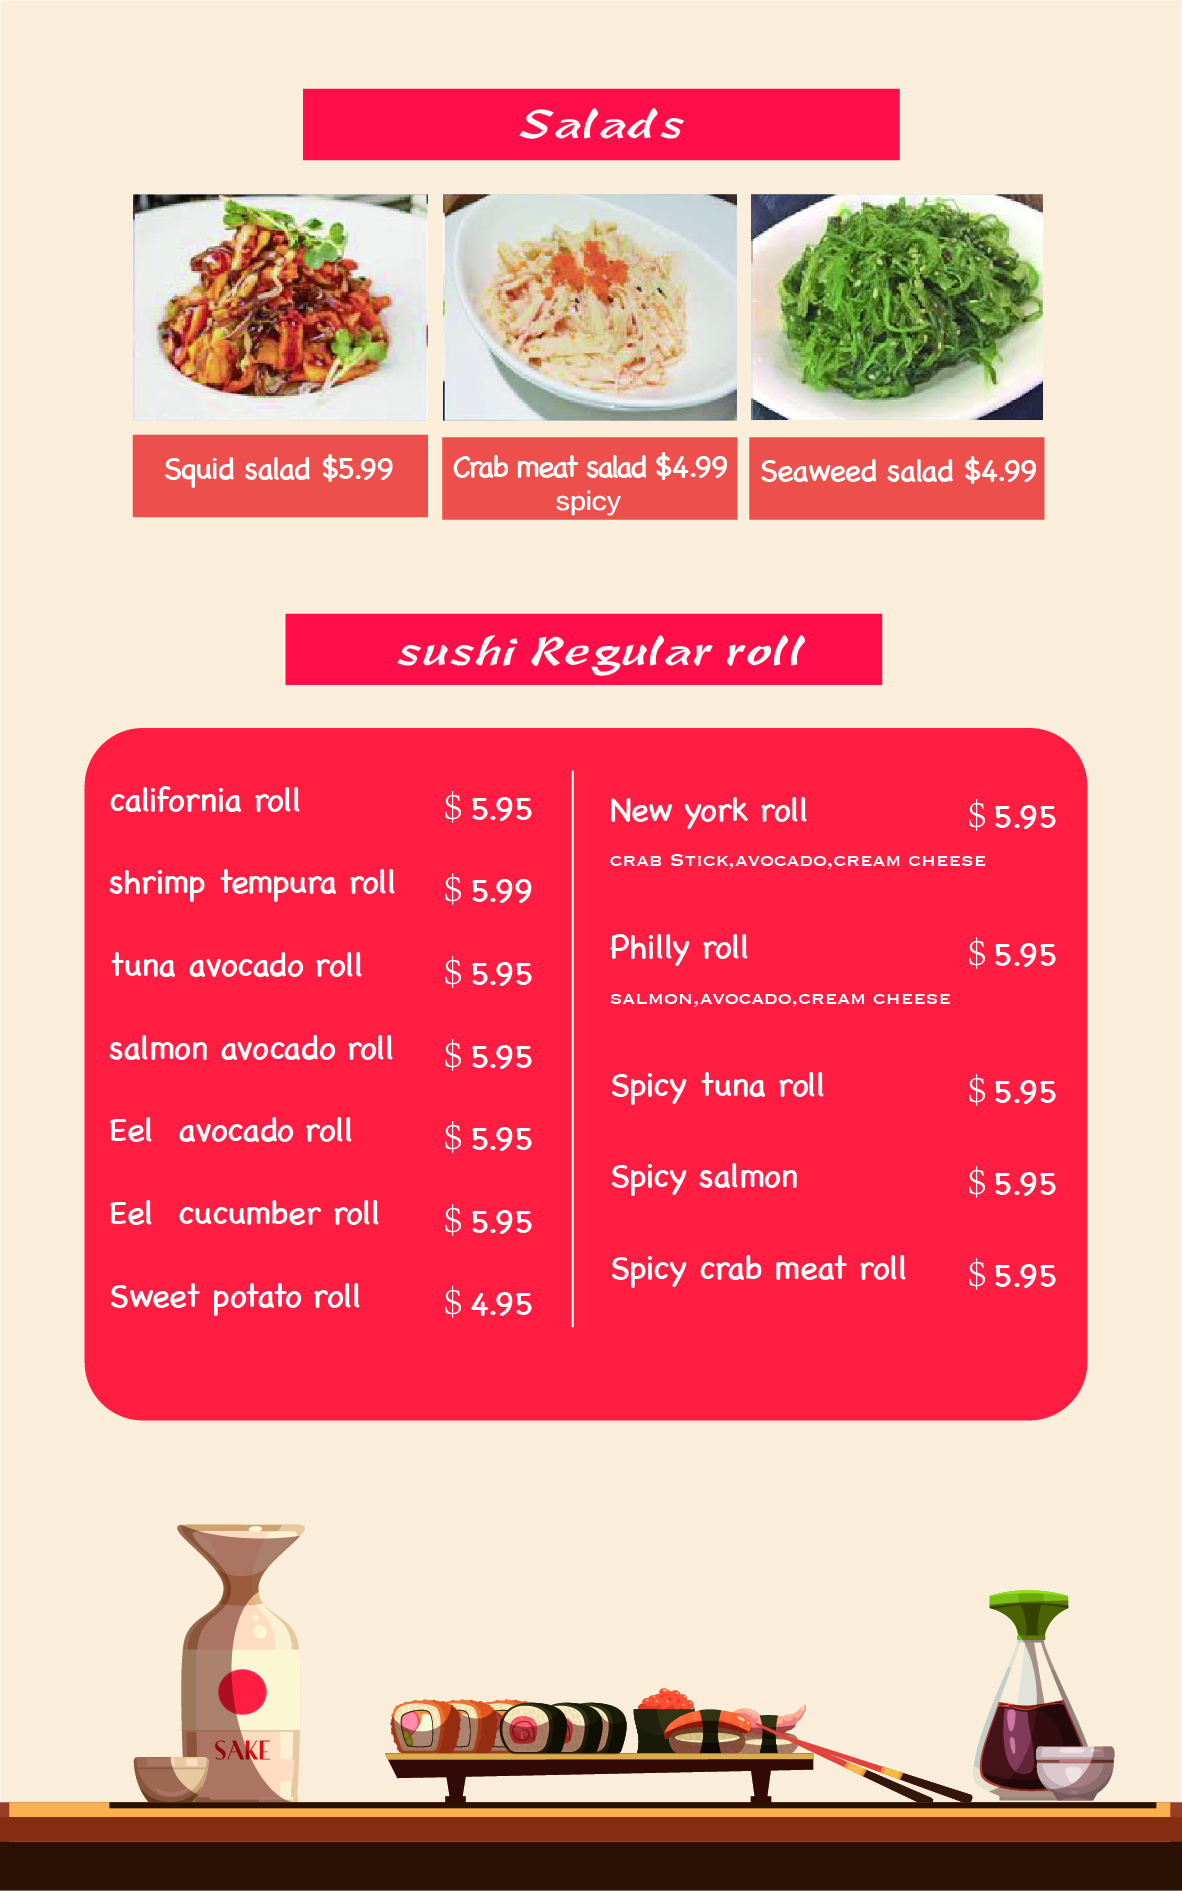 Salads
Squid salad $5.99
Crab meat salad $4.99
spicy
Seaweed salad $4.99
sushi Regular roll
california roll $ 5.95
shrimp tempura roll $ 5.99
tuna avocado roll $ 5.95
salmon avocado roll $ 5.95
Eel avocado roll $ 5.95
Eel cucumber roll $ 5.95
Sweet potato roll $ 4.95
New york roll $ 5.95
CRAB STICK,AVOCADO,CREAM CHEESE
Philly roll $ 5.95
SALMON,AVOCADO,CREAM CHEESE
Spicy tuna roll $ 5.95
Spicy salmon $ 5.95
Spicy crab meat roll $ 5.95
SAKE